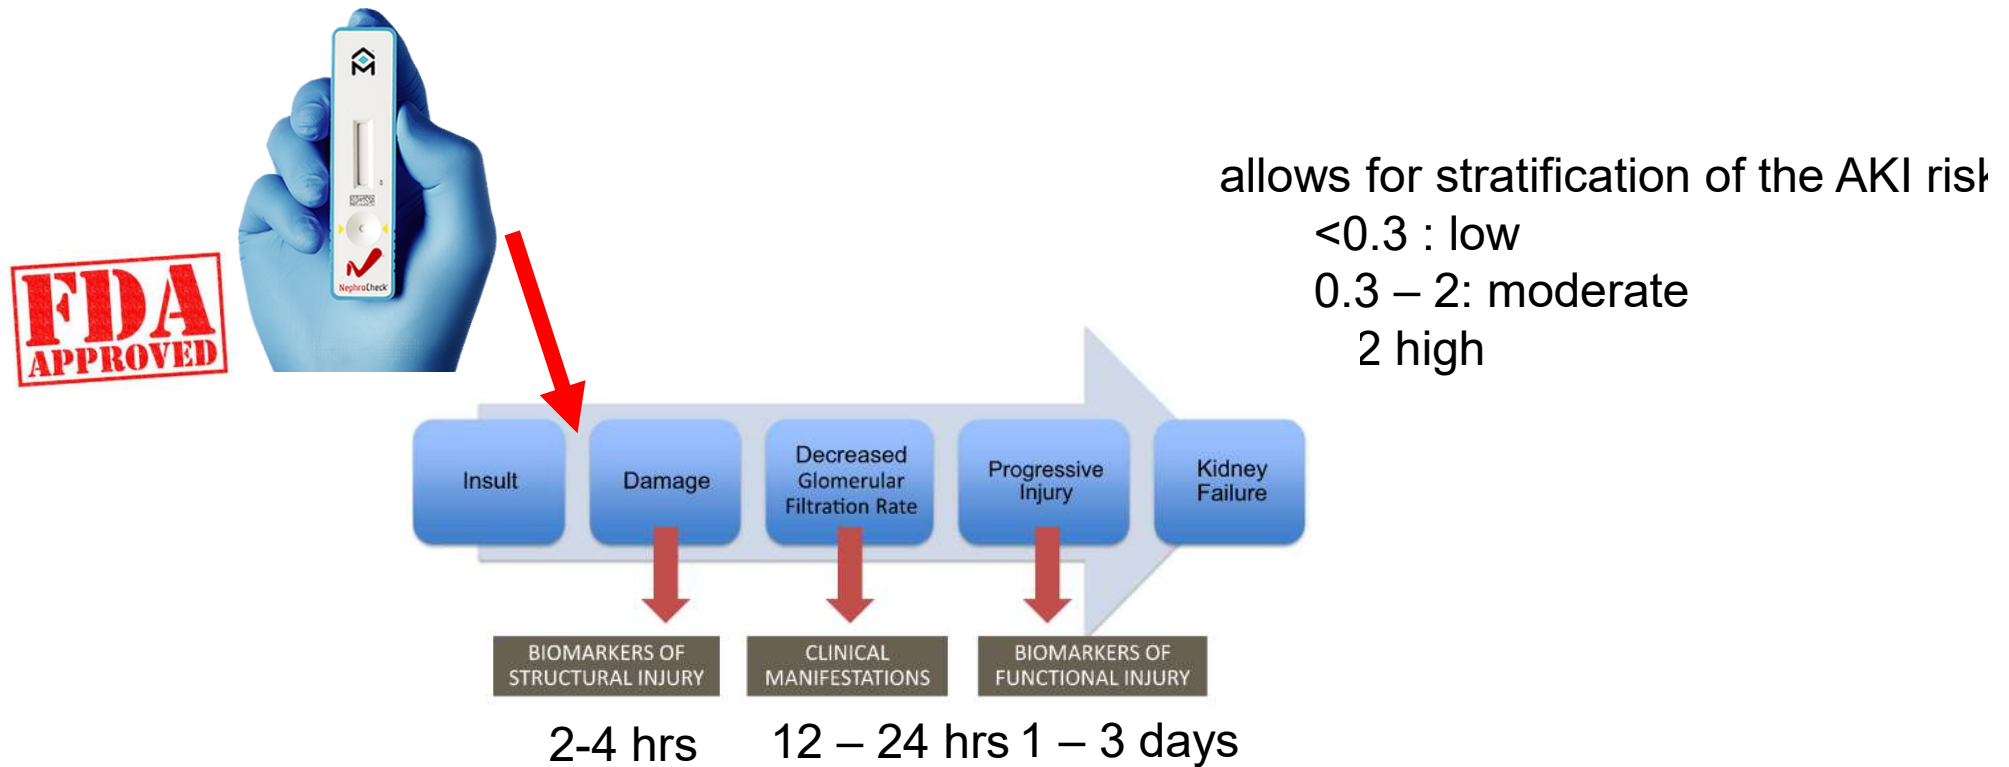 NephroCheck
FDA
APPROVED
allows for stratification of the AKI risk
<0.3 : low
0.3 – 2: moderate
2 high
Insult
Damage
Decreased
Glomerular
Filtration Rate
Progressive
Injury
Kidney
Failure
BIOMARKERS OF
STRUCTURAL INJURY
CLINICAL
MANIFESTATIONS
BIOMARKERS OF
FUNCTIONAL INJURY
2-4 hrs
12 – 24 hrs
1 – 3 days